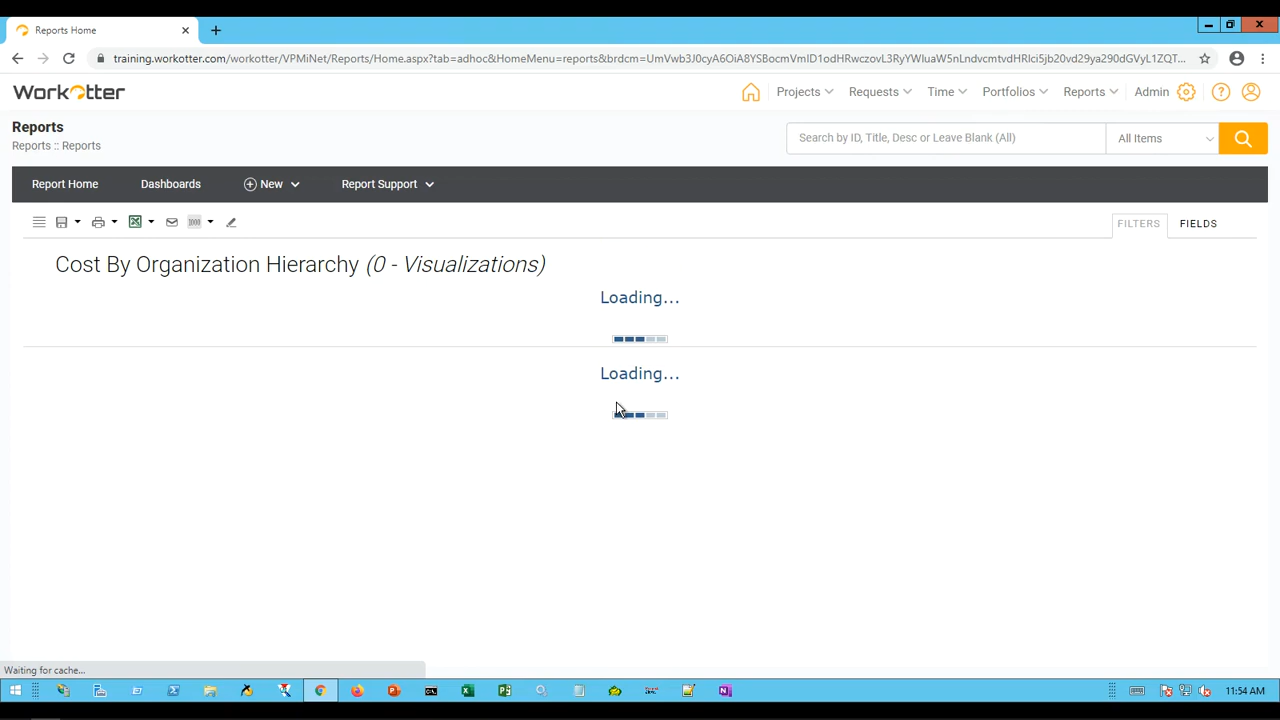 Reports Home
training.workotter.com/workotter/VPMiNet/Reports/Home.aspx?tab=adhoc&HomeMenu=reports&brdcm=
WorkOtter
Projects
Requests
Time
Portfolios
Reports
Admin
Reports
Reports :: Reports
Search by ID, Title, Desc or Leave Blank (All)
All Items
Report Home
Dashboards
New
Report Support
FILTERS
FIELDS
Cost By Organization Hierarchy (0 - Visualizations)
Loading...
Loading...
Waiting for cache...
11:54 AM